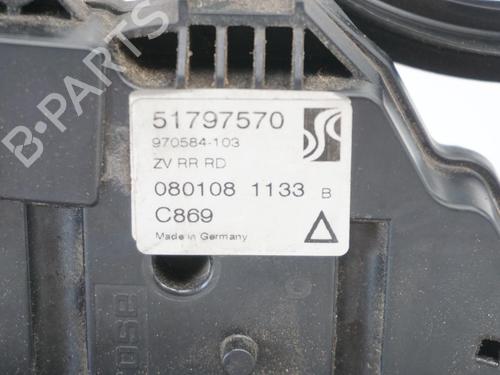 51797570
970584-103
ZV RR RD
080108 1133 B
C869
Made in Germany
B-PARTS